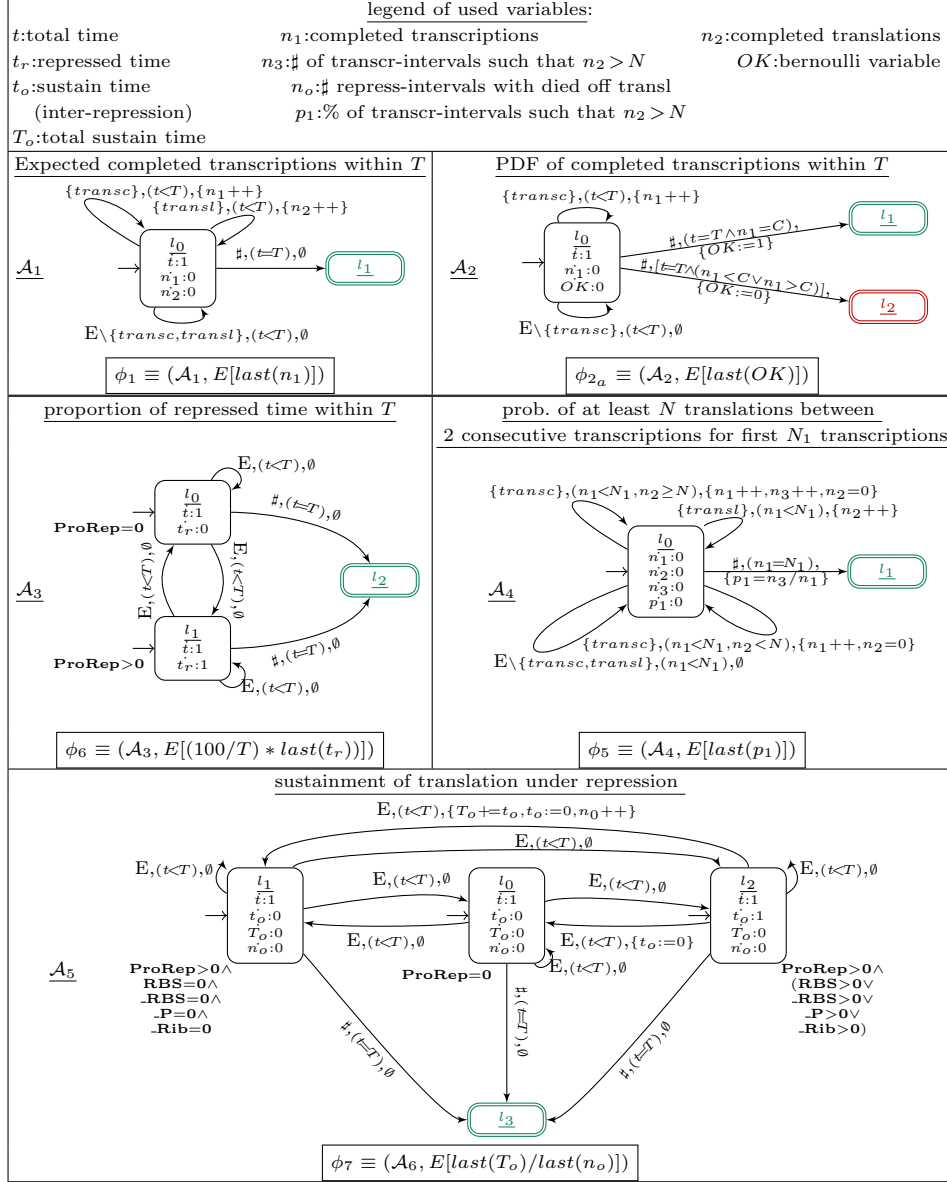 legend of used variables:
t:total time n₁:completed transcriptions n₂:completed translations
tᵣ:repressed time n₃:♯ of transcr-intervals such that n₂>N OK:bernoulli variable
tₒ:sustain time nₒ:♯ repress-intervals with died off transl
(inter-repression) p₁:% of transcr-intervals such that n₂>N
Tₒ:total sustain time
Expected completed transcriptions within T
{transc},(t<T),{n₁++}
{transl},(t<T),{n₂++}
l₀
ṫ:1
ṅ₁:0
ṅ₂:0
A₁
♯,(t=T),∅
l₁
E\{transc,transl},(t<T),∅
ϕ₁ ≡ (A₁, E[last(n₁)])
PDF of completed transcriptions within T
{transc},(t<T),{n₁++}
l₀
ṫ:1
ṅ₁:0
OK:0
A₂
♯,(t=T∧n₁=C),
{OK:=1}
l₁
♯,[t=T∧(n₁<C∨n₁>C)],
{OK:=0}
l₂
E\{transc},(t<T),∅
ϕ₂ₐ ≡ (A₂, E[last(OK)])
proportion of repressed time within T
E,(t<T),∅
l₀
ṫ:1
ṫᵣ:0
ProRep=0
♯,(t=T),∅
E,(t<T),∅
E,(t<T),∅
A₃
l₂
l₁
ṫ:1
ṫᵣ:1
ProRep>0
♯,(t=T),∅
E,(t<T),∅
ϕ₆ ≡ (A₃, E[(100/T) ∗ last(tᵣ))])
prob. of at least N translations between
2 consecutive transcriptions for first N₁ transcriptions
{transc},(n₁<N₁,n₂≥N),{n₁++,n₃++,n₂=0}
{transl},(n₁<N₁),{n₂++}
l₀
ṅ₁:0
ṅ₂:0
ṅ₃:0
ṗ₁:0
A₄
♯,(n₁=N₁),
{p₁=n₃/n₁}
l₁
{transc},(n₁<N₁,n₂<N),{n₁++,n₂=0}
E\{transc,transl},(n₁<N₁),∅
ϕ₅ ≡ (A₄, E[last(p₁)])
sustainment of translation under repression
E,(t<T),{Tₒ+=tₒ,tₒ:=0,n₀++}
E,(t<T),∅
E,(t<T),∅
l₁
ṫ:1
ṫₒ:0
Ṫₒ:0
ṅₒ:0
E,(t<T),∅
E,(t<T),∅
l₀
ṫ:1
ṫₒ:0
Ṫₒ:0
ṅₒ:0
E,(t<T),∅
E,(t<T),{tₒ:=0}
l₂
ṫ:1
ṫₒ:1
Ṫₒ:0
ṅₒ:0
E,(t<T),∅
A₅
ProRep>0∧
RBS=0∧
_RBS=0∧
_P=0∧
_Rib=0
ProRep=0
E,(t<T),∅
ProRep>0∧
(RBS>0∨
_RBS>0∨
_P>0∨
_Rib>0)
♯,(t=T),∅
♯,(t=T),∅
♯,(t=T),∅
l₃
ϕ₇ ≡ (A₆, E[last(Tₒ)/last(nₒ)])